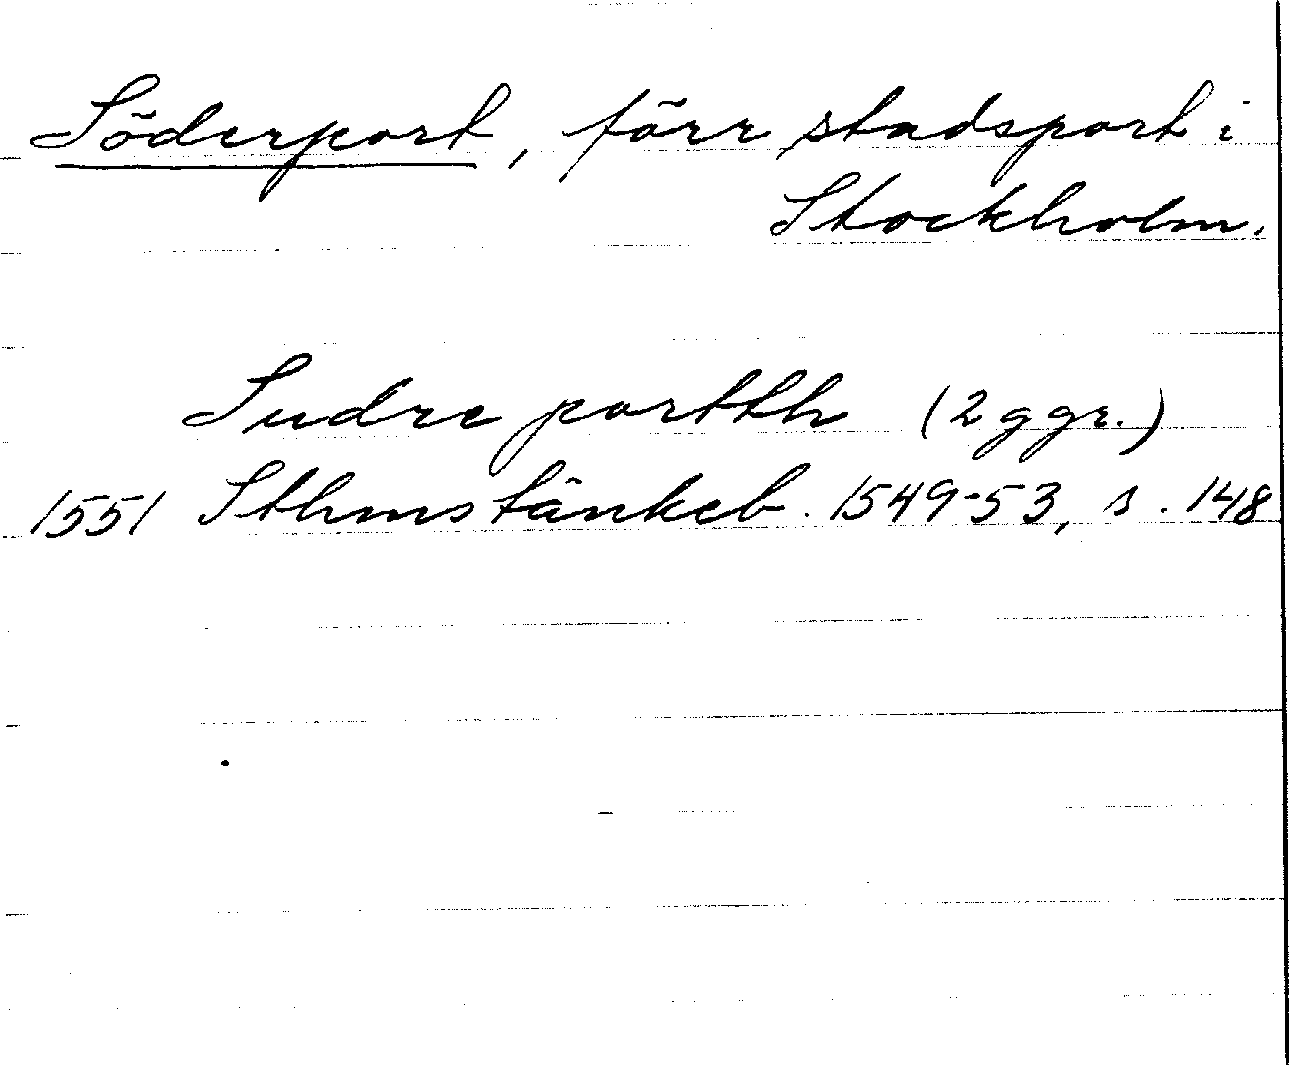 Söderport, förr stadsport i
Stockholm.
Sudre portth (2 ggr.)
1551 Sthms tänkeb. 1549-53, s. 148